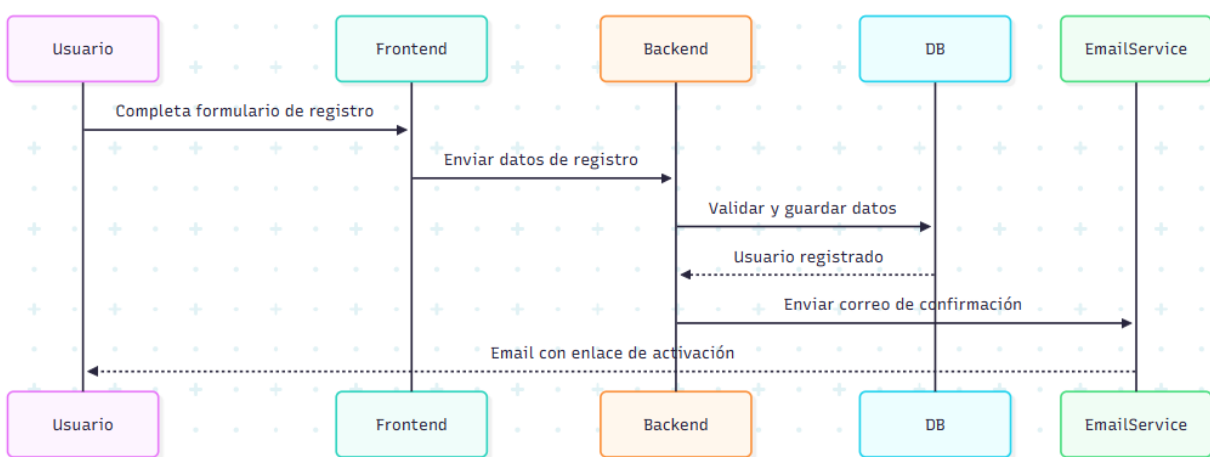 Usuario
Frontend
Backend
DB
EmailService
Completa formulario de registro
Enviar datos de registro
Validar y guardar datos
Usuario registrado
Enviar correo de confirmación
Email con enlace de activación
Usuario
Frontend
Backend
DB
EmailService